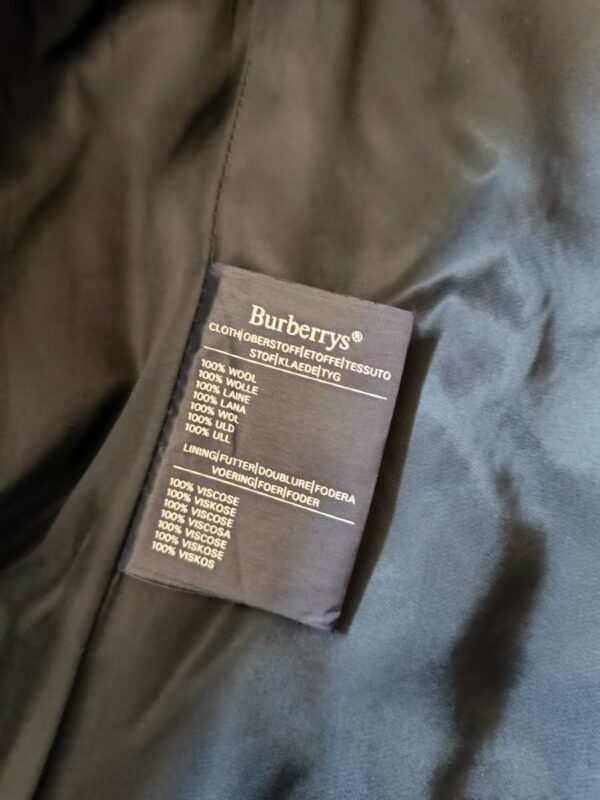 Burberrys®
CLOTH|OBERSTOFF|ETOFFE|TESSUTO
STOF|KLAEDE|TYG
100% WOOL
100% WOLLE
100% LAINE
100% LANA
100% WOL
100% ULD
100% ULL
LINING|FUTTER|DOUBLURE|FODERA
VOERING|FOER|FODER
100% VISCOSE
100% VISKOSE
100% VISCOSE
100% VISCOSA
100% VISCOSE
100% VISKOSE
100% VISKOS